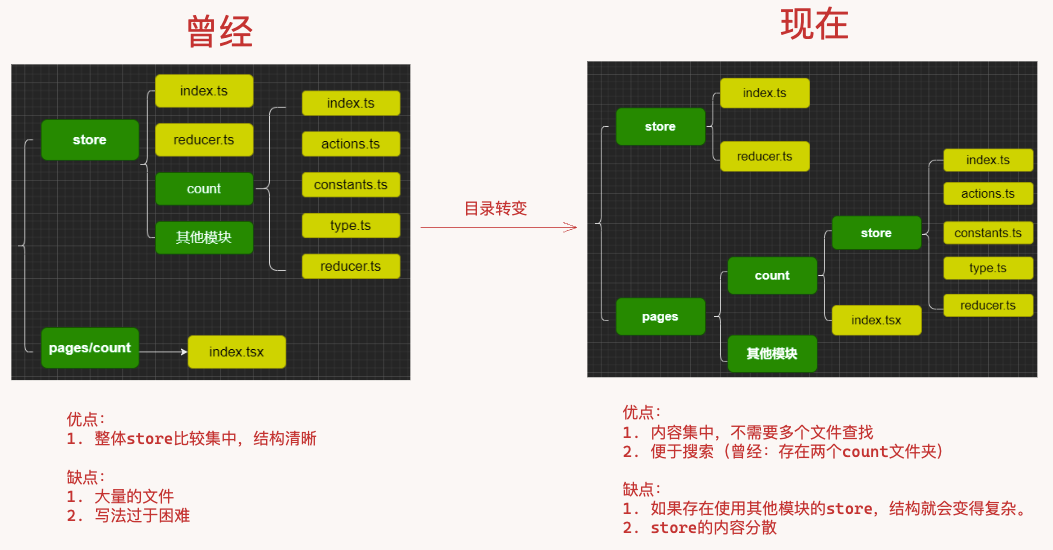 曾经
现在
index.ts
store
reducer.ts
count
其他模块
index.ts
actions.ts
constants.ts
type.ts
reducer.ts
pages/count
index.tsx
目录转变
store
index.ts
reducer.ts
pages
count
其他模块
store
index.tsx
index.ts
actions.ts
constants.ts
type.ts
reducer.ts
优点：
1. 整体store比较集中，结构清晰
缺点：
1. 大量的文件
2. 写法过于困难
优点：
1. 内容集中，不需要多个文件查找
2. 便于搜索（曾经：存在两个count文件夹）
缺点：
1. 如果存在使用其他模块的store，结构就会变得复杂。
2. store的内容分散